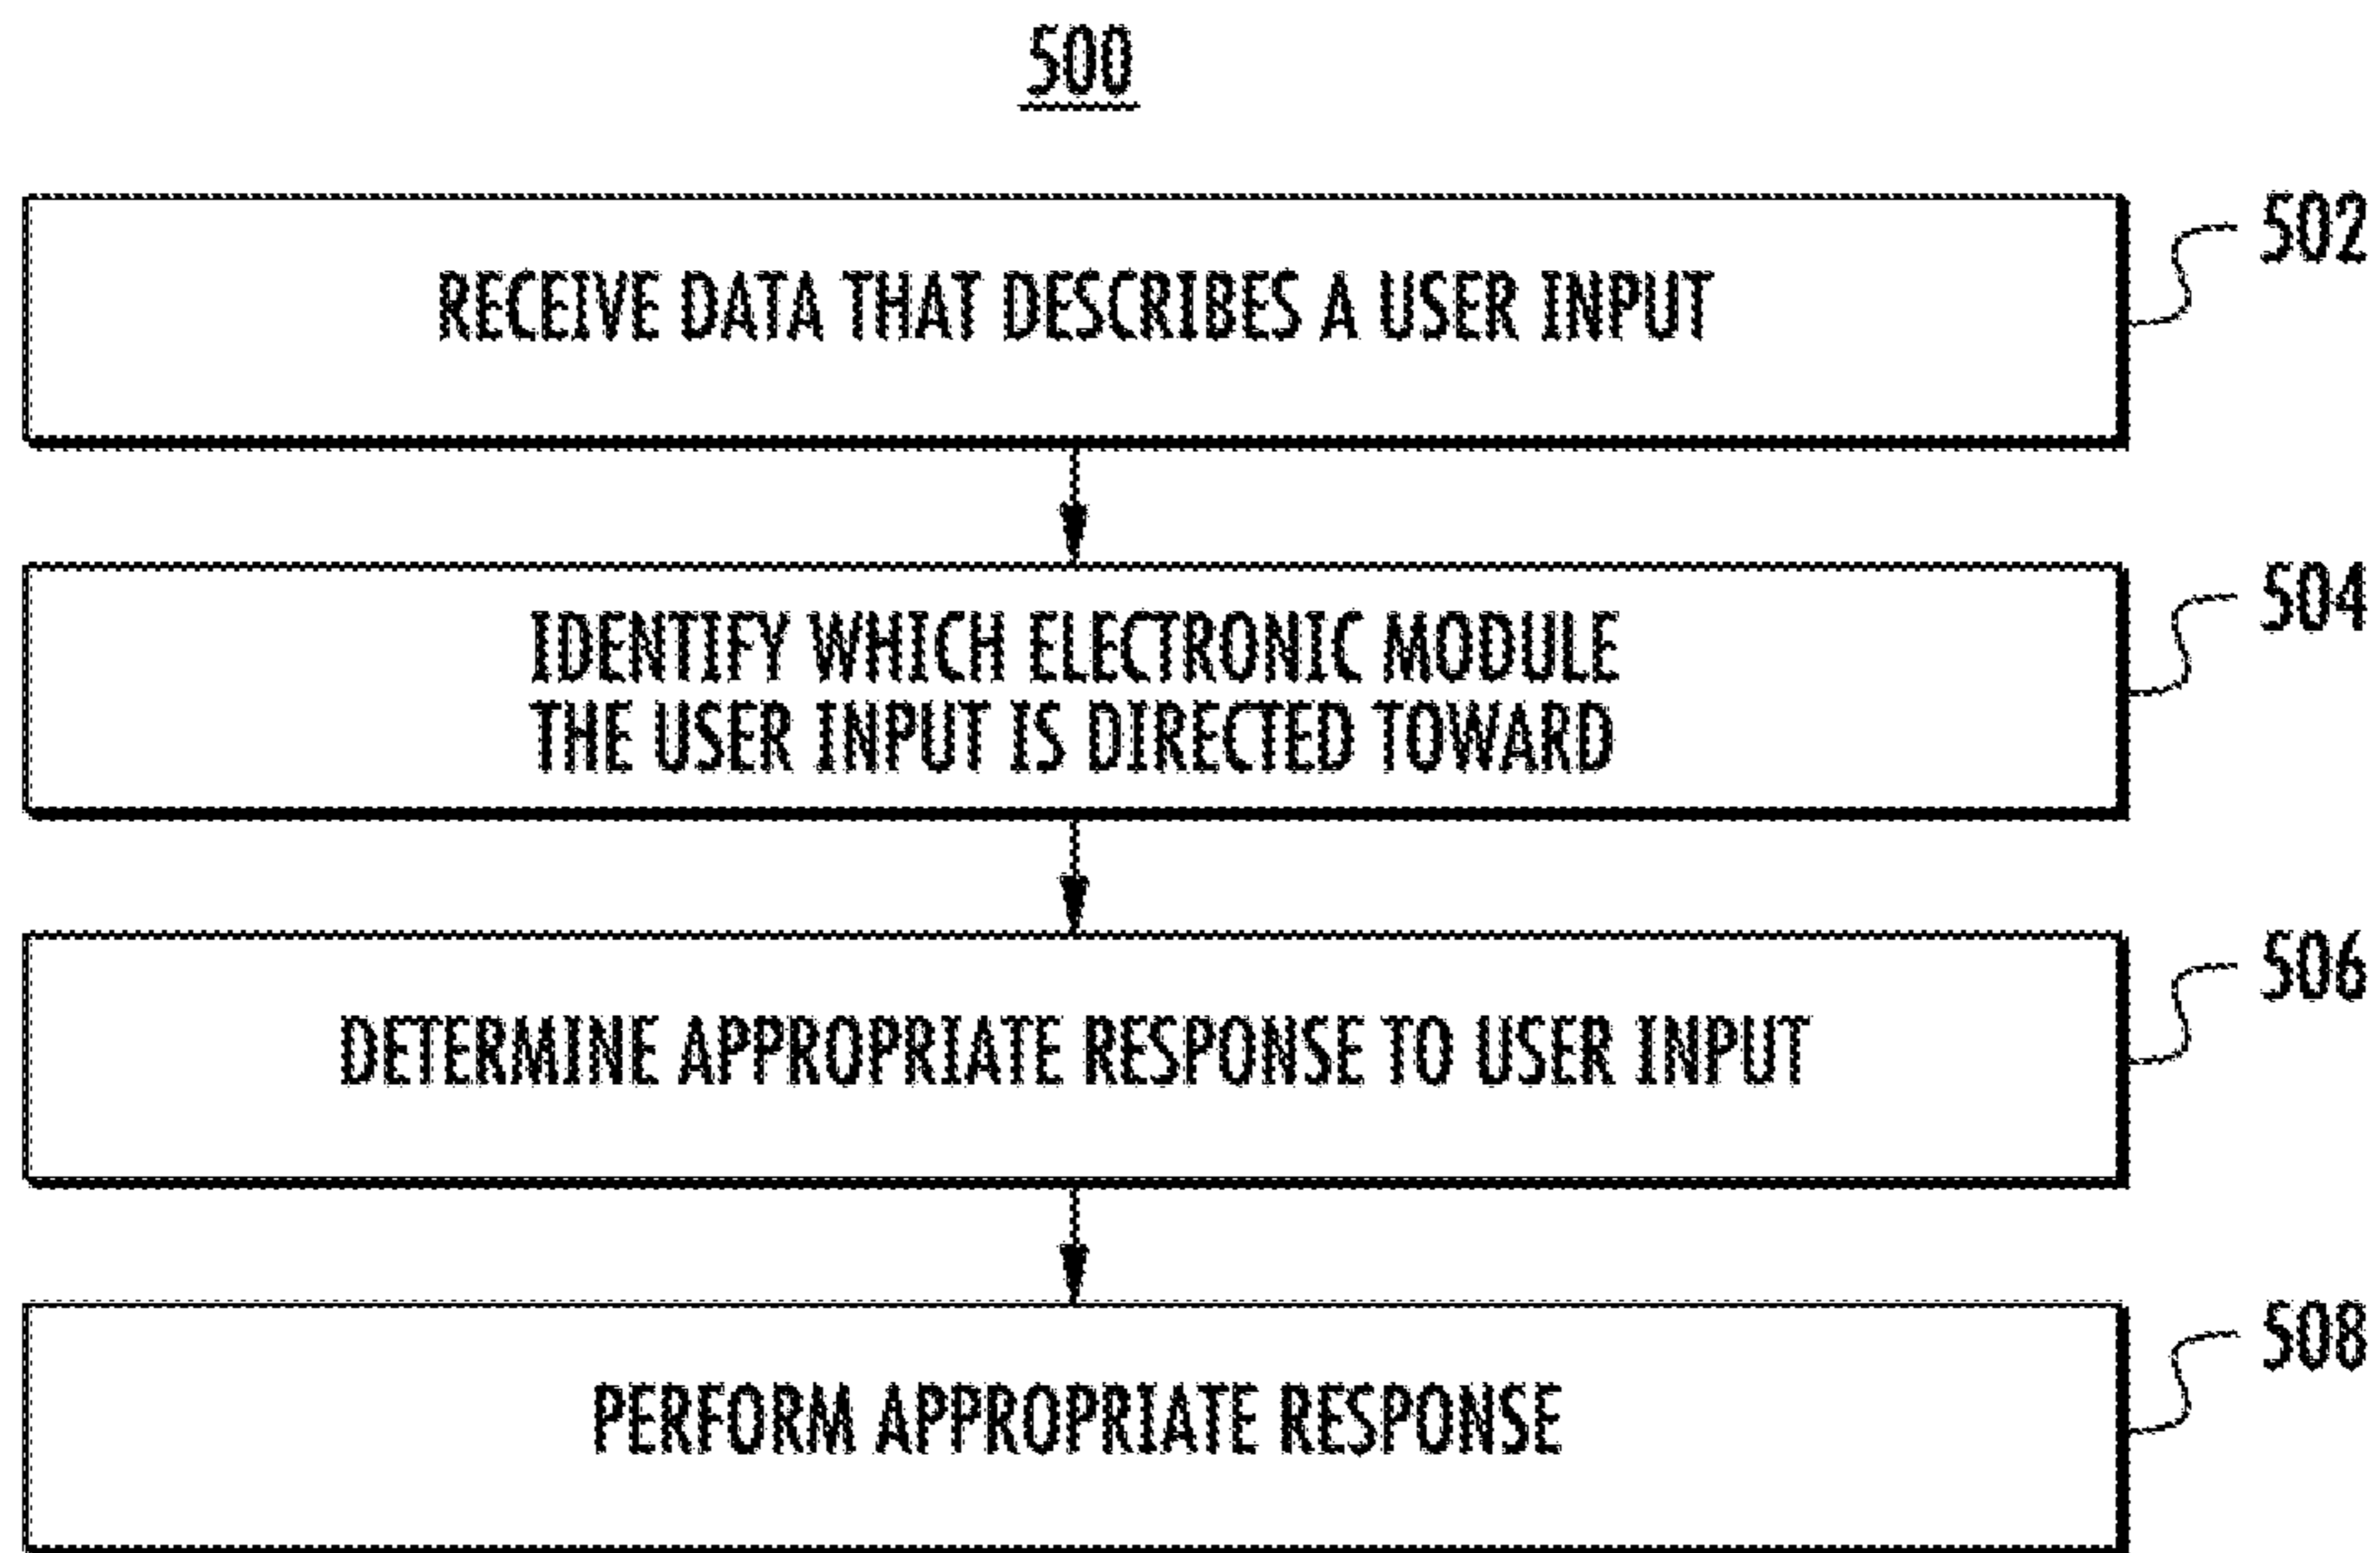 500
RECEIVE DATA THAT DESCRIBES A USER INPUT
502
IDENTIFY WHICH ELECTRONIC MODULE
THE USER INPUT IS DIRECTED TOWARD
504
DETERMINE APPROPRIATE RESPONSE TO USER INPUT
506
PERFORM APPROPRIATE RESPONSE
508